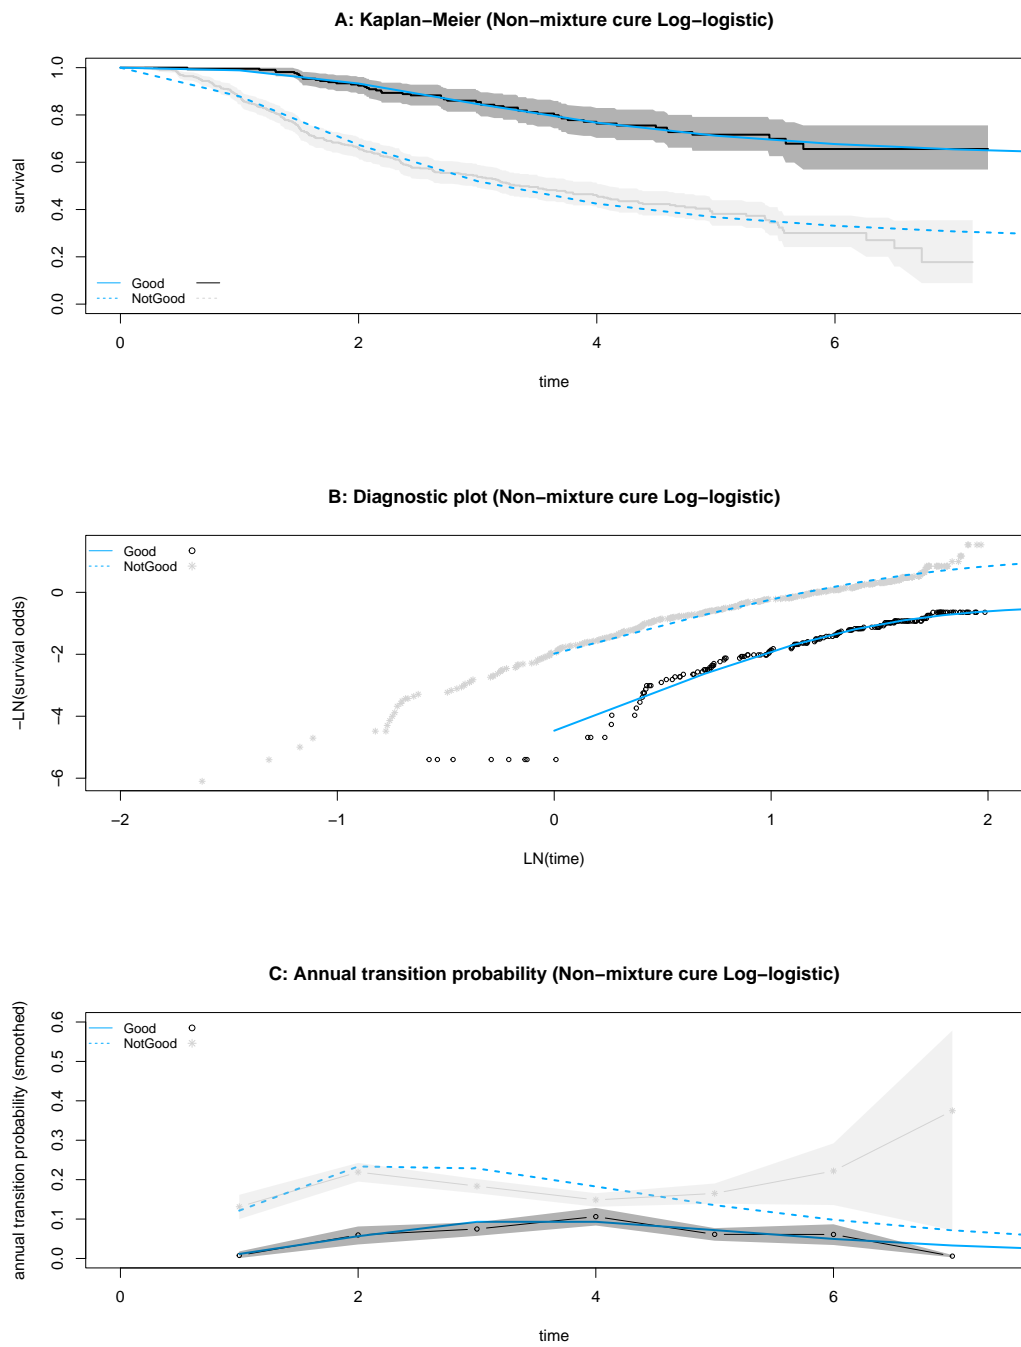 A: Kaplan−Meier (Non−mixture cure Log−logistic)
survival
1.0
0.8
0.6
0.4
0.2
0.0
Good
NotGood
0 2 4 6
time
B: Diagnostic plot (Non−mixture cure Log−logistic)
−LN(survival odds)
Good
NotGood
0
−2
−4
−6
−2 −1 0 1 2
LN(time)
C: Annual transition probability (Non−mixture cure Log−logistic)
annual transition probability (smoothed)
Good
NotGood
0.6
0.5
0.4
0.3
0.2
0.1
0.0
0 2 4 6
time